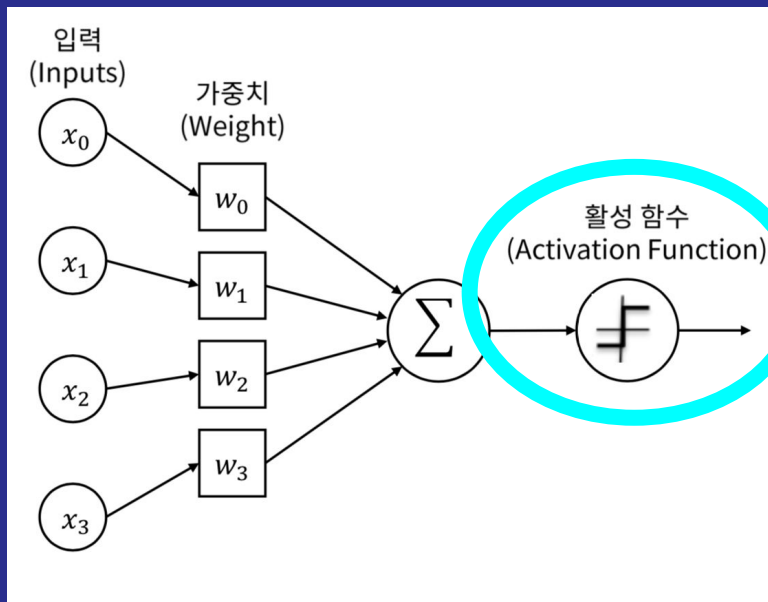 입력
(Inputs)
가중치
(Weight)
x₀
w₀
활성 함수
(Activation Function)
x₁
w₁
∑
x₂
w₂
w₃
x₃